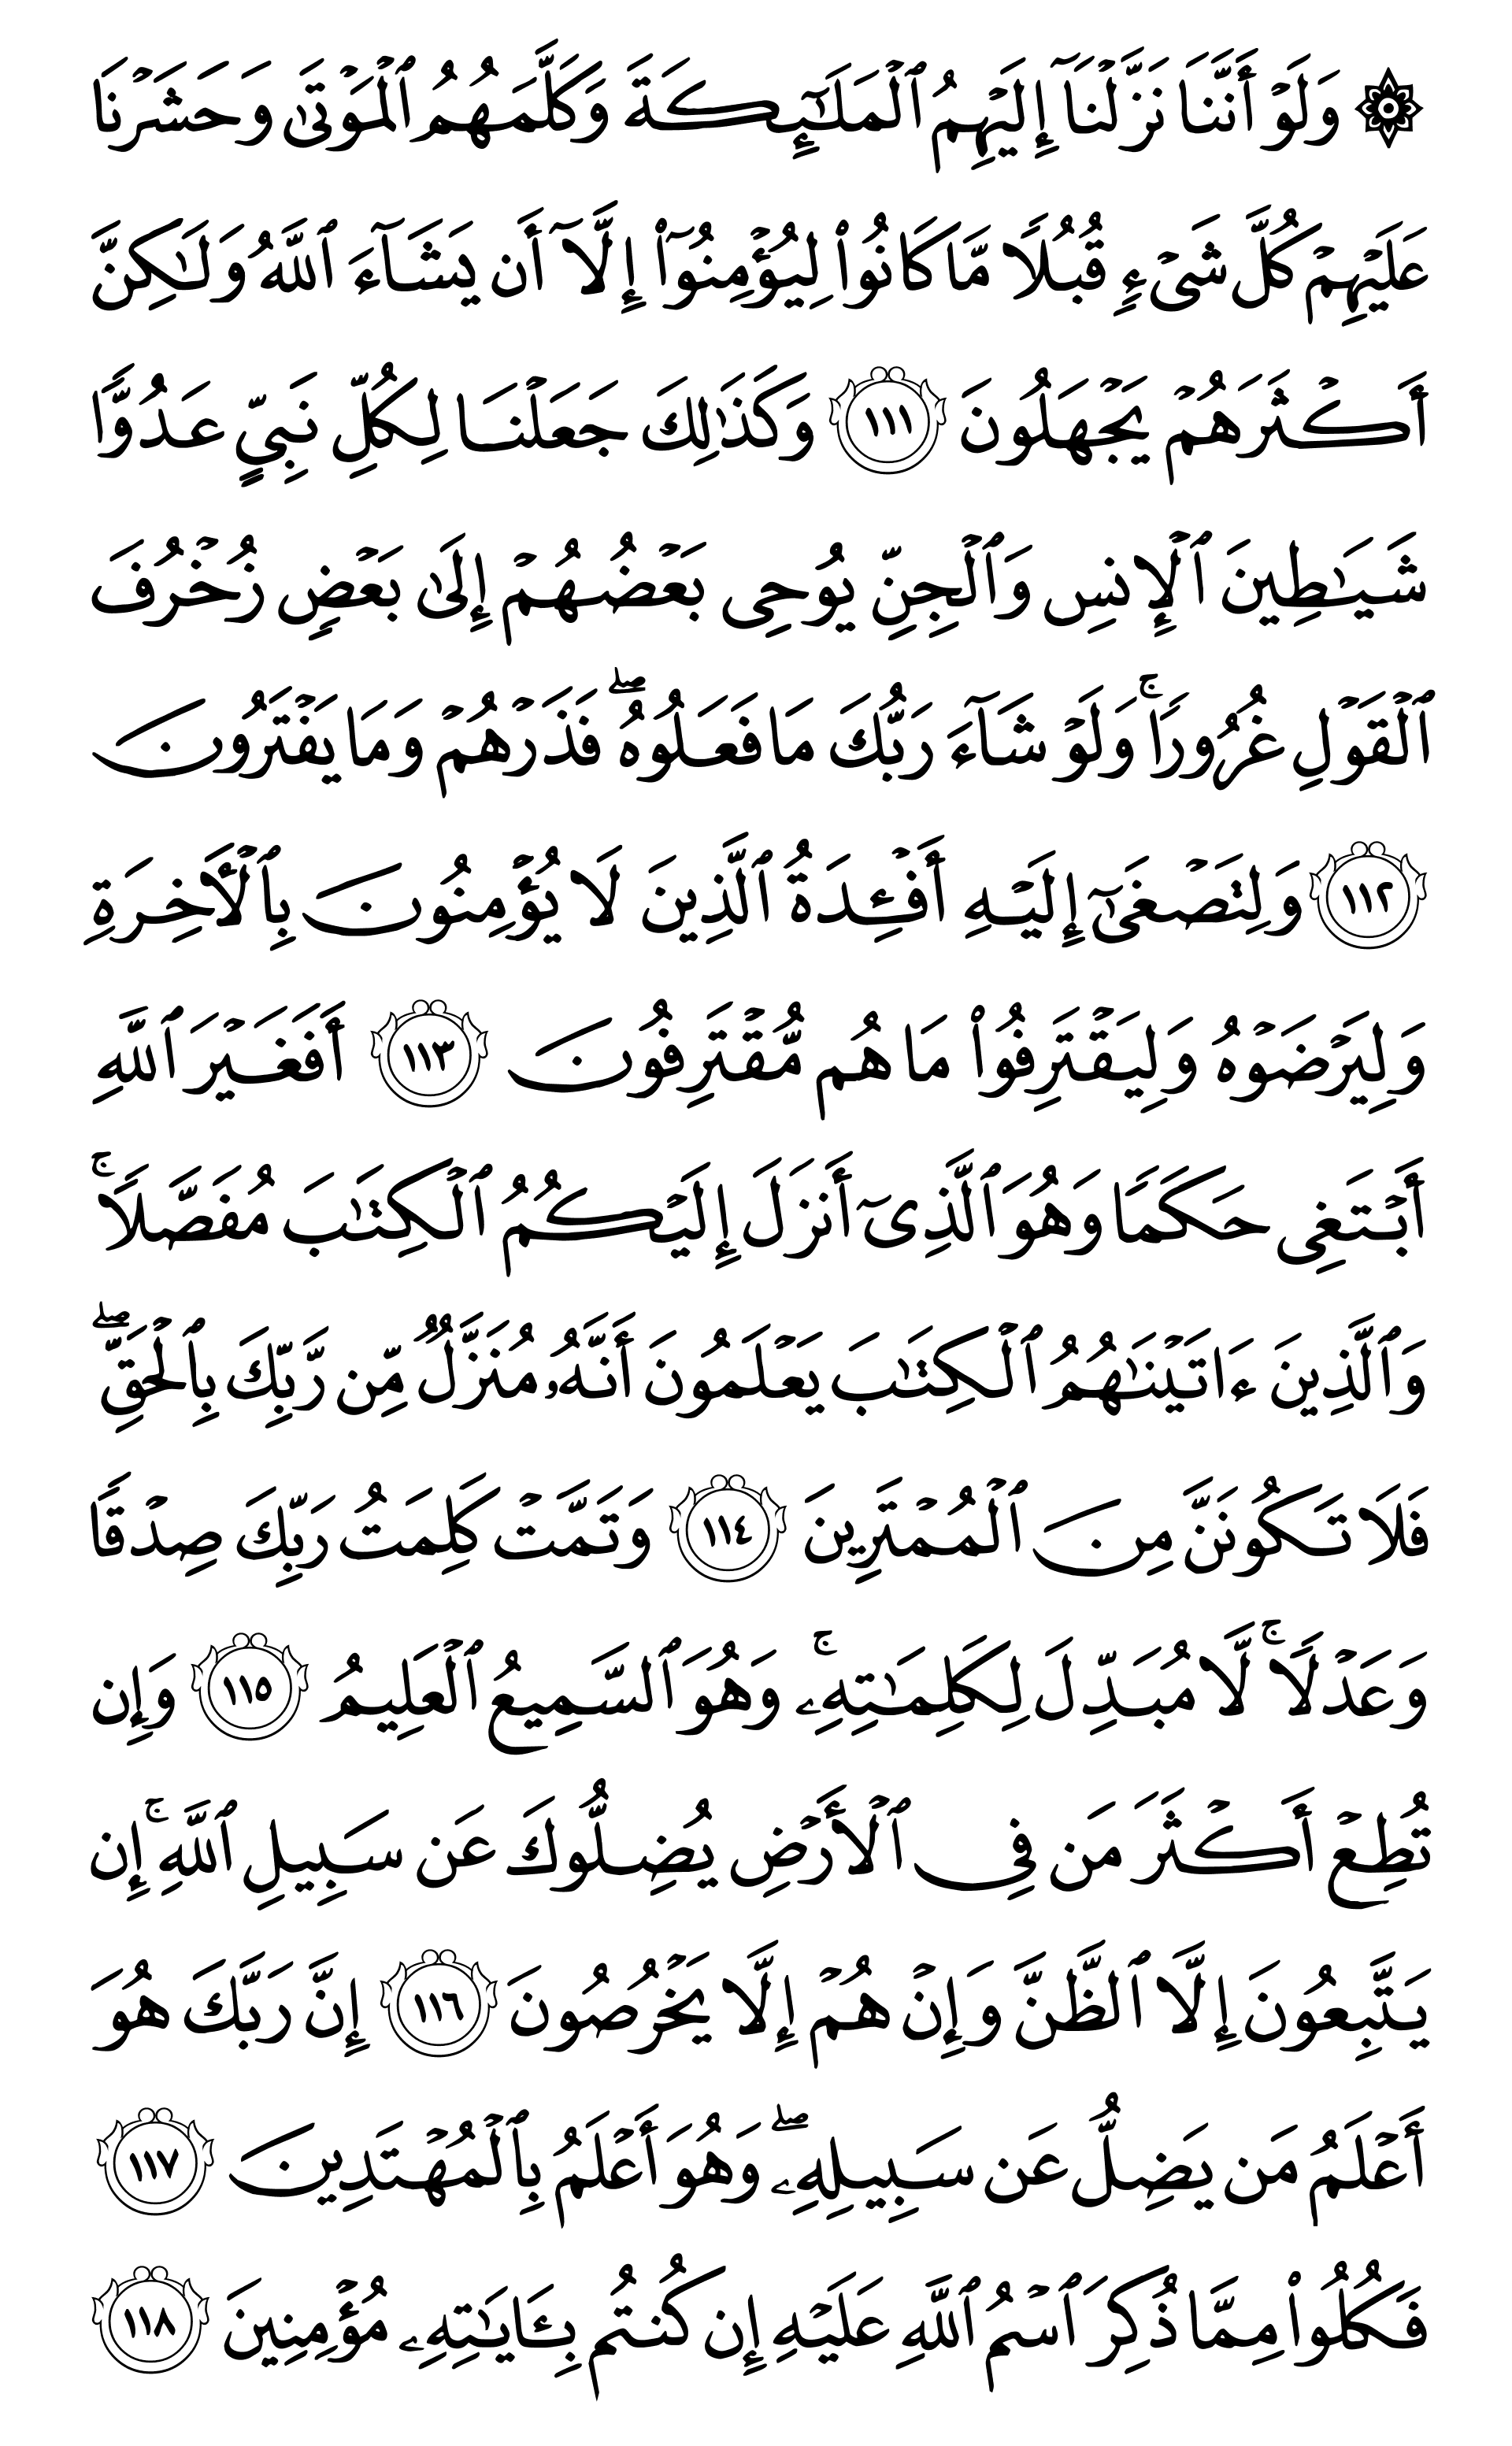 ۞ وَلَوْ أَنَّنَا نَزَّلْنَآ إِلَيْهِمُ ٱلْمَلَـٰٓئِكَةَ وَكَلَّمَهُمُ ٱلْمَوْتَىٰ وَحَشَرْنَا
عَلَيْهِمْ كُلَّ شَىْءٍ قُبُلًا مَّا كَانُوا۟ لِيُؤْمِنُوٓا۟ إِلَّآ أَن يَشَآءَ ٱللَّهُ وَلَـٰكِنَّ
أَكْثَرَهُمْ يَجْهَلُونَ ١١١ وَكَذَٰلِكَ جَعَلْنَا لِكُلِّ نَبِىٍّ عَدُوًّا
شَيَـٰطِينَ ٱلْإِنسِ وَٱلْجِنِّ يُوحِى بَعْضُهُمْ إِلَىٰ بَعْضٍ زُخْرُفَ
ٱلْقَوْلِ غُرُورًا ۚ وَلَوْ شَآءَ رَبُّكَ مَا فَعَلُوهُ ۖ فَذَرْهُمْ وَمَا يَفْتَرُونَ
١١٢ وَلِتَصْغَىٰٓ إِلَيْهِ أَفْـِٔدَةُ ٱلَّذِينَ لَا يُؤْمِنُونَ بِٱلْـَٔاخِرَةِ
وَلِيَرْضَوْهُ وَلِيَقْتَرِفُوا۟ مَا هُم مُّقْتَرِفُونَ ١١٣ أَفَغَيْرَ ٱللَّهِ
أَبْتَغِى حَكَمًا وَهُوَ ٱلَّذِىٓ أَنزَلَ إِلَيْكُمُ ٱلْكِتَـٰبَ مُفَصَّلًا ۚ
وَٱلَّذِينَ ءَاتَيْنَـٰهُمُ ٱلْكِتَـٰبَ يَعْلَمُونَ أَنَّهُۥ مُنَزَّلٌ مِّن رَّبِّكَ بِٱلْحَقِّ ۖ
فَلَا تَكُونَنَّ مِنَ ٱلْمُمْتَرِينَ ١١٤ وَتَمَّتْ كَلِمَتُ رَبِّكَ صِدْقًا
وَعَدْلًا ۚ لَّا مُبَدِّلَ لِكَلِمَـٰتِهِۦ ۚ وَهُوَ ٱلسَّمِيعُ ٱلْعَلِيمُ ١١٥ وَإِن
تُطِعْ أَكْثَرَ مَن فِى ٱلْأَرْضِ يُضِلُّوكَ عَن سَبِيلِ ٱللَّهِ ۚ إِن
يَتَّبِعُونَ إِلَّا ٱلظَّنَّ وَإِنْ هُمْ إِلَّا يَخْرُصُونَ ١١٦ إِنَّ رَبَّكَ هُوَ
أَعْلَمُ مَن يَضِلُّ عَن سَبِيلِهِۦ ۖ وَهُوَ أَعْلَمُ بِٱلْمُهْتَدِينَ ١١٧
فَكُلُوا۟ مِمَّا ذُكِرَ ٱسْمُ ٱللَّهِ عَلَيْهِ إِن كُنتُم بِـَٔايَـٰتِهِۦ مُؤْمِنِينَ ١١٨